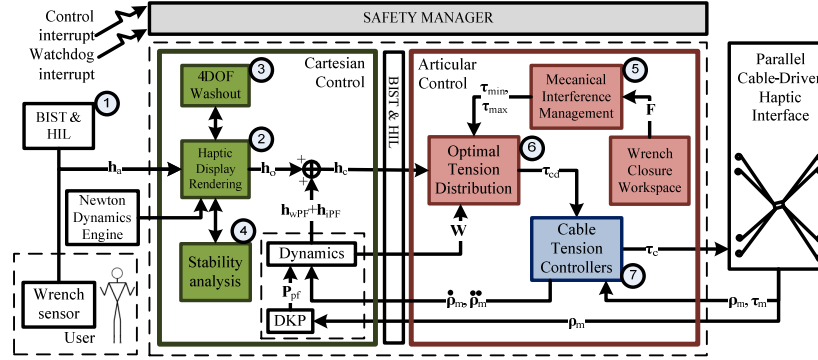 Control
interrupt
Watchdog
interrupt
SAFETY MANAGER
1
BIST &
HIL
h_a
Newton
Dynamics
Engine
Wrench
sensor
User
Cartesian
Control
3
4DOF
Washout
2
Haptic
Display
Rendering
h_o
+
+
h_c
h_wPF+h_iPF
4
Stability
analysis
Dynamics
P_pf
DKP
BIST & HIL
Articular
Control
τ_min,
τ_max
5
Mecanical
Interference
Management
F
Wrench
Closure
Workspace
6
Optimal
Tension
Distribution
τ_cd
W
Cable
Tension
Controllers
7
τ_c
ρ̇_m, ρ̈_m
ρ_m, τ_m
ρ_m
Parallel
Cable-Driven
Haptic
Interface